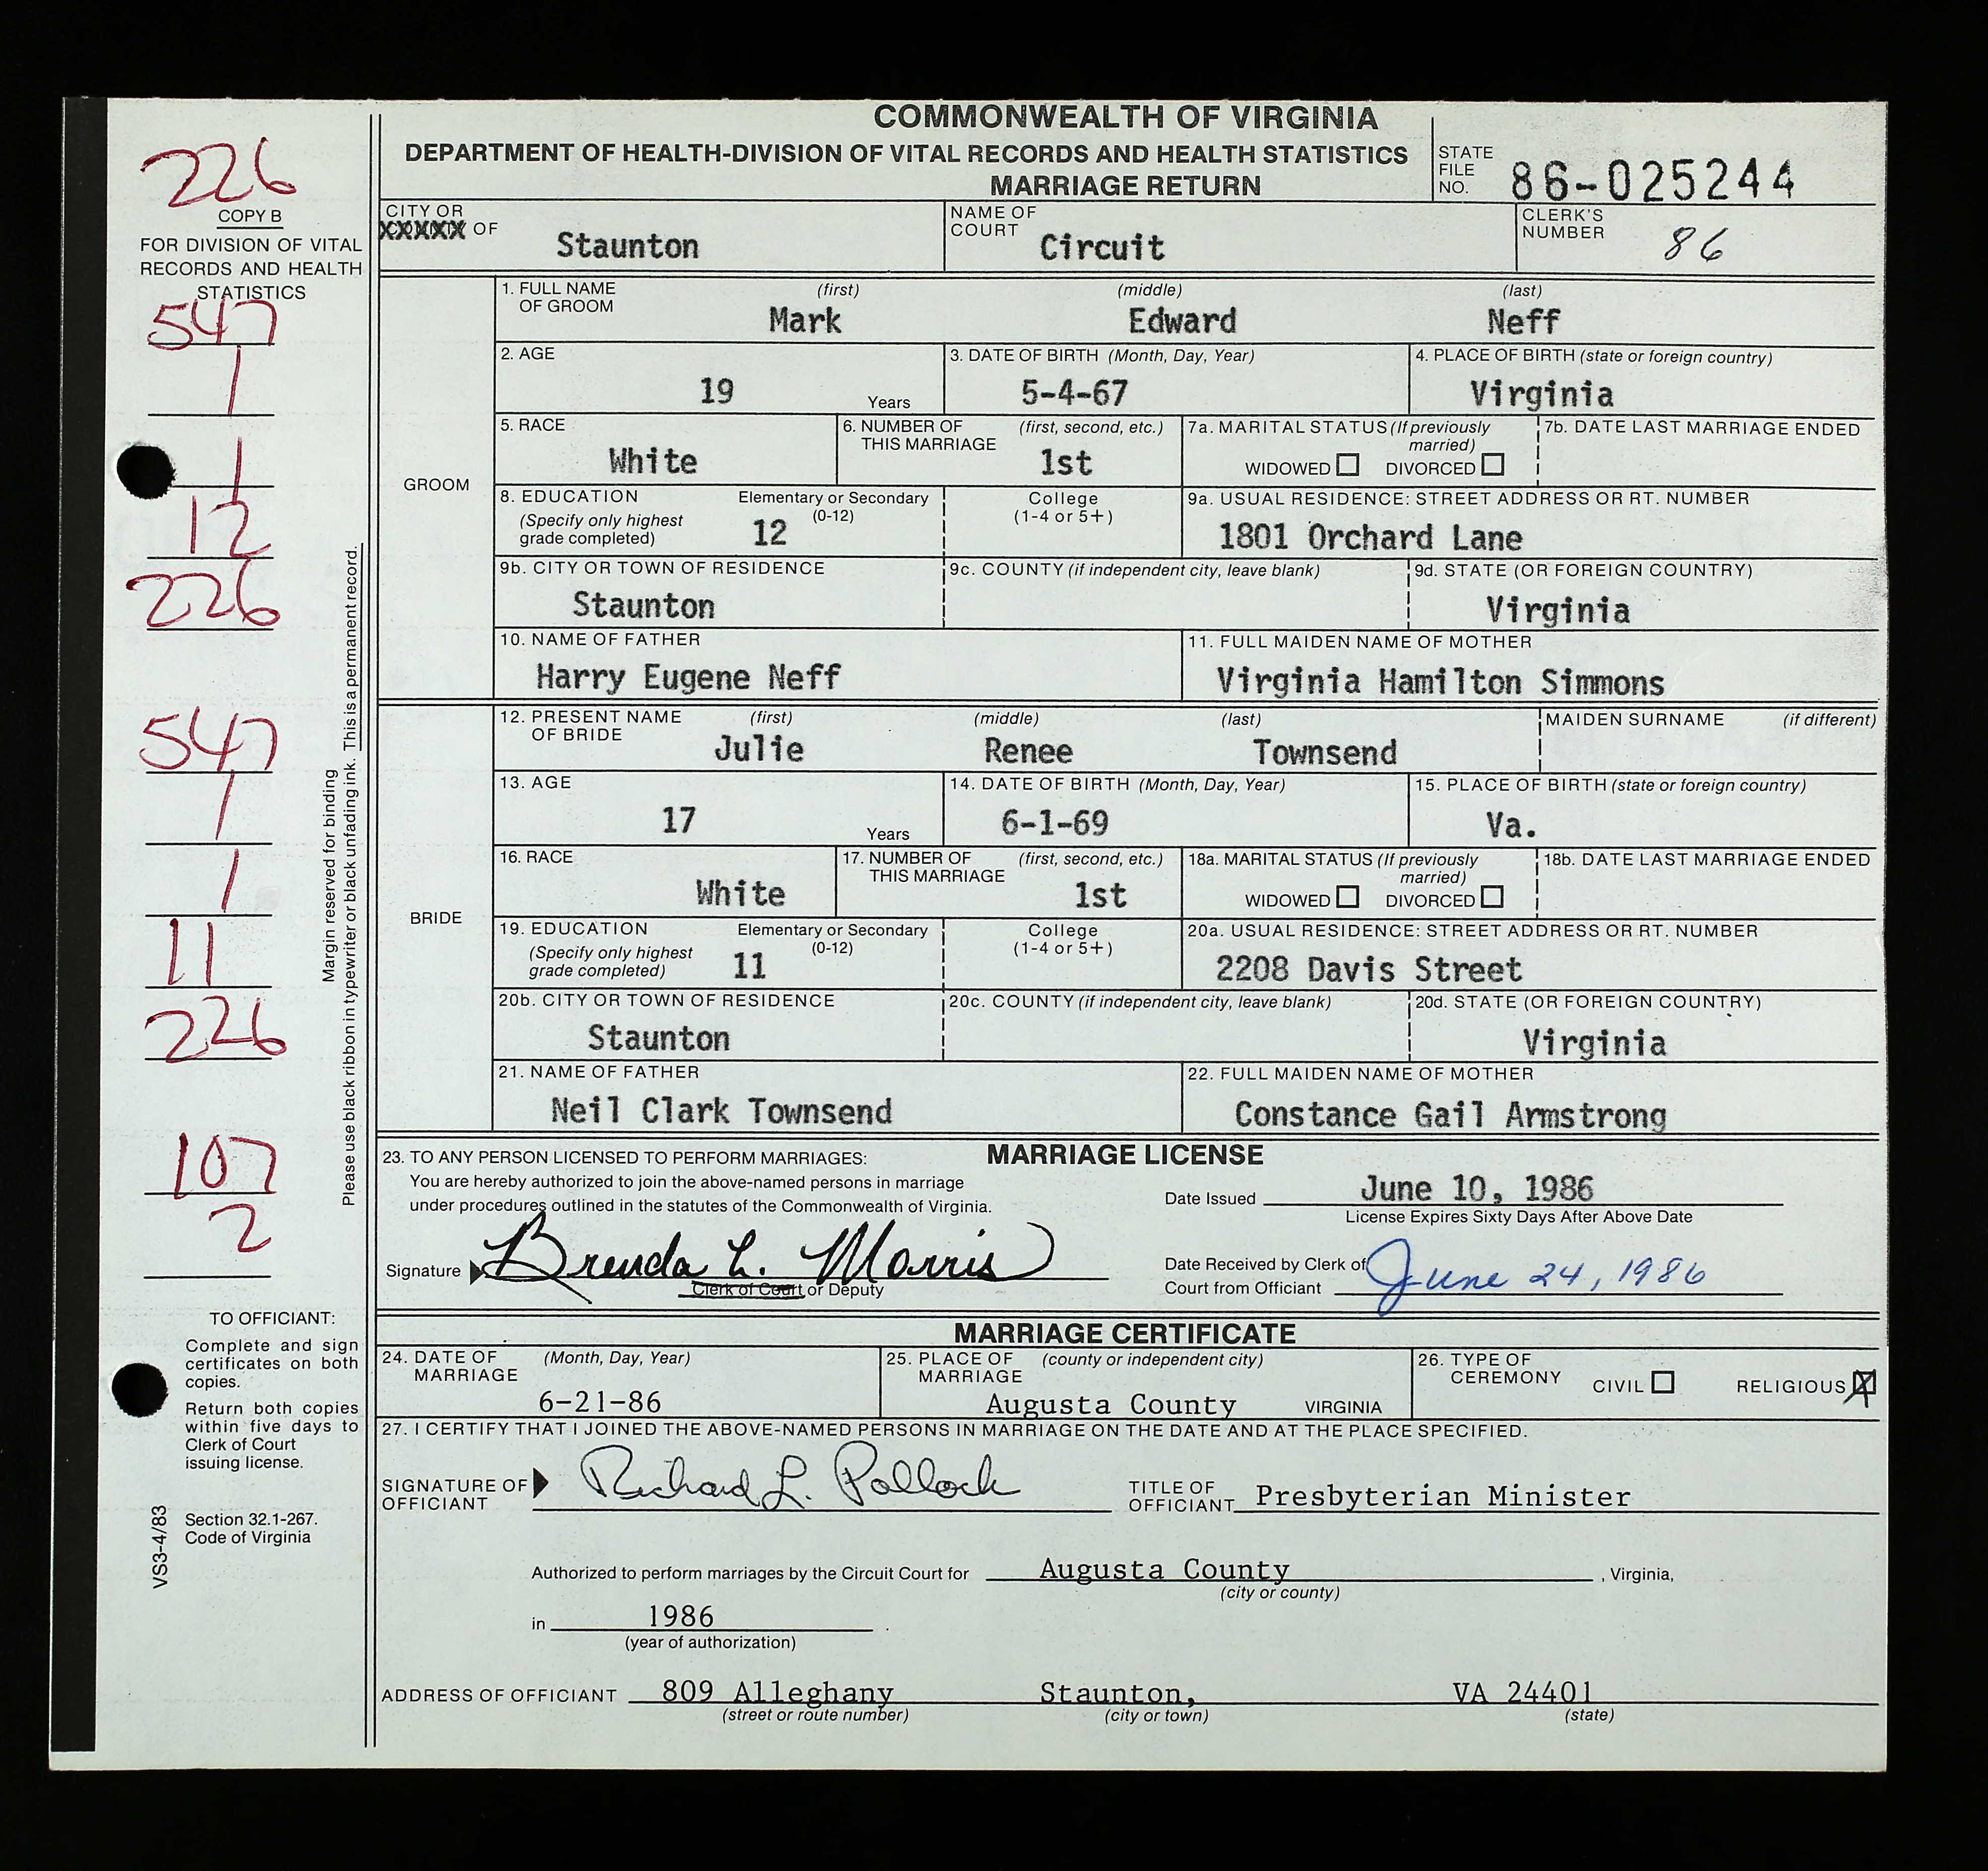 COMMONWEALTH OF VIRGINIA
DEPARTMENT OF HEALTH-DIVISION OF VITAL RECORDS AND HEALTH STATISTICS
MARRIAGE RETURN
STATE FILE NO. 86-025244
226
COPY B
FOR DIVISION OF VITAL
RECORDS AND HEALTH
STATISTICS
547
1
1
12
226
547
1
1
11
226
107
2
Margin reserved for binding
Please use black ribbon in typewriter or black unfading ink. This is a permanent record.
TO OFFICIANT:
Complete and sign
certificates on both
copies.
Return both copies
within five days to
Clerk of Court
issuing license.
Section 32.1-267.
Code of Virginia
VS3-4/83
CITY OR
XXXXX OF Staunton
NAME OF COURT Circuit
CLERK'S NUMBER 86
GROOM
1. FULL NAME OF GROOM (first) Mark (middle) Edward (last) Neff
2. AGE 19 Years
3. DATE OF BIRTH (Month, Day, Year) 5-4-67
4. PLACE OF BIRTH (state or foreign country) Virginia
5. RACE White
6. NUMBER OF THIS MARRIAGE (first, second, etc.) 1st
7a. MARITAL STATUS (If previously married) WIDOWED DIVORCED
7b. DATE LAST MARRIAGE ENDED
8. EDUCATION (Specify only highest grade completed) Elementary or Secondary (0-12) 12 College (1-4 or 5+)
9a. USUAL RESIDENCE: STREET ADDRESS OR RT. NUMBER 1801 Orchard Lane
9b. CITY OR TOWN OF RESIDENCE Staunton
9c. COUNTY (if independent city, leave blank)
9d. STATE (OR FOREIGN COUNTRY) Virginia
10. NAME OF FATHER Harry Eugene Neff
11. FULL MAIDEN NAME OF MOTHER Virginia Hamilton Simmons
BRIDE
12. PRESENT NAME OF BRIDE (first) Julie (middle) Renee (last) Townsend MAIDEN SURNAME (if different)
13. AGE 17 Years
14. DATE OF BIRTH (Month, Day, Year) 6-1-69
15. PLACE OF BIRTH (state or foreign country) Va.
16. RACE White
17. NUMBER OF THIS MARRIAGE (first, second, etc.) 1st
18a. MARITAL STATUS (If previously married) WIDOWED DIVORCED
18b. DATE LAST MARRIAGE ENDED
19. EDUCATION (Specify only highest grade completed) Elementary or Secondary (0-12) 11 College (1-4 or 5+)
20a. USUAL RESIDENCE: STREET ADDRESS OR RT. NUMBER 2208 Davis Street
20b. CITY OR TOWN OF RESIDENCE Staunton
20c. COUNTY (if independent city, leave blank)
20d. STATE (OR FOREIGN COUNTRY) Virginia
21. NAME OF FATHER Neil Clark Townsend
22. FULL MAIDEN NAME OF MOTHER Constance Gail Armstrong
MARRIAGE LICENSE
23. TO ANY PERSON LICENSED TO PERFORM MARRIAGES:
You are hereby authorized to join the above-named persons in marriage
under procedures outlined in the statutes of the Commonwealth of Virginia.
Date Issued June 10, 1986
License Expires Sixty Days After Above Date
Signature Brenda L. Morris
Clerk of Court or Deputy
Date Received by Clerk of
Court from Officiant June 24, 1986
MARRIAGE CERTIFICATE
24. DATE OF MARRIAGE (Month, Day, Year) 6-21-86
25. PLACE OF MARRIAGE (county or independent city) Augusta County VIRGINIA
26. TYPE OF CEREMONY CIVIL RELIGIOUS X
27. I CERTIFY THAT I JOINED THE ABOVE-NAMED PERSONS IN MARRIAGE ON THE DATE AND AT THE PLACE SPECIFIED.
SIGNATURE OF OFFICIANT Richard L. Pollock
TITLE OF OFFICIANT Presbyterian Minister
Authorized to perform marriages by the Circuit Court for Augusta County , Virginia,
(city or county)
in 1986 .
(year of authorization)
ADDRESS OF OFFICIANT 809 Alleghany Staunton, VA 24401
(street or route number) (city or town) (state)